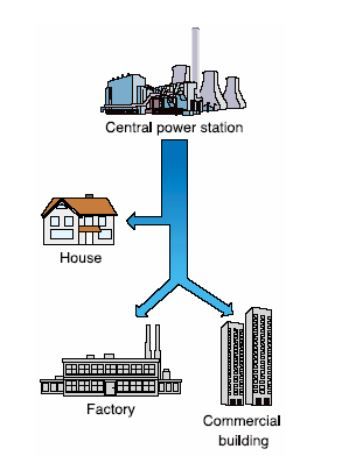 Central power station
House
Factory
Commercial
building